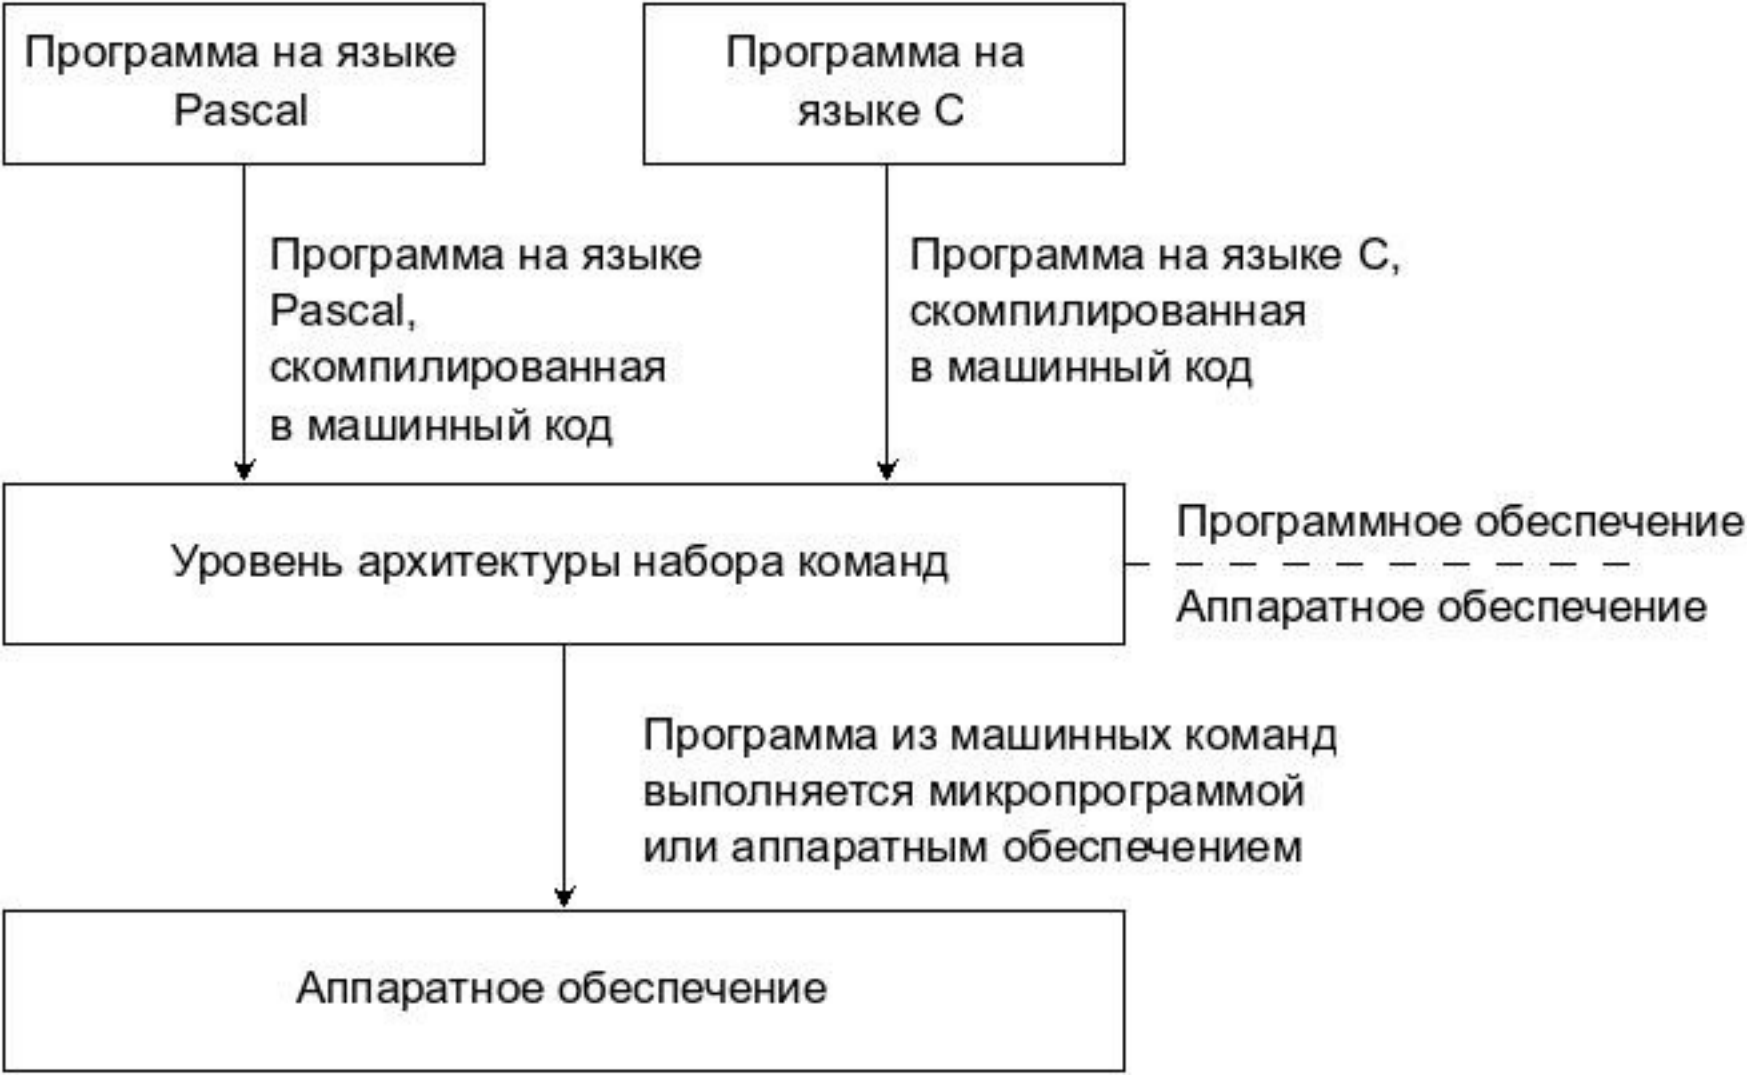 Программа на языке
Pascal
Программа на
языке С
Программа на языке
Pascal,
скомпилированная
в машинный код
Программа на языке С,
скомпилированная
в машинный код
Уровень архитектуры набора команд
Программное обеспечение
Аппаратное обеспечение
Программа из машинных команд
выполняется микропрограммой
или аппаратным обеспечением
Аппаратное обеспечение